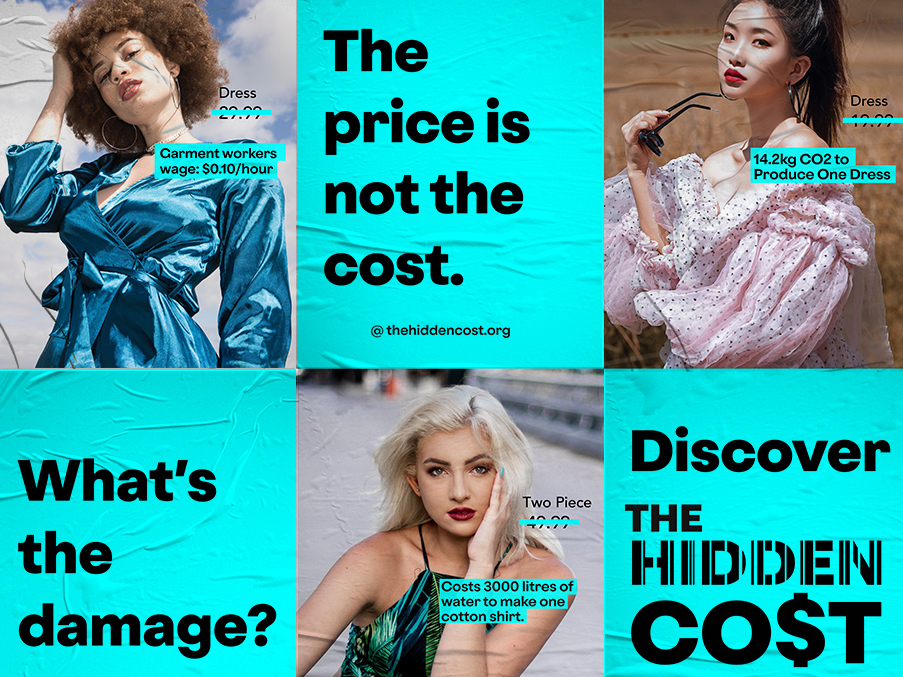 Dress
29.99
Garment workers
wage: $0.10/hour
The
price is
not the
cost.
@ thehiddencost.org
Dress
19.99
14.2kg CO2 to
Produce One Dress
What's
the
damage?
Two Piece
49.99
Costs 3000 litres of
water to make one
cotton shirt.
Discover
THE
HIDDEN
CO$T